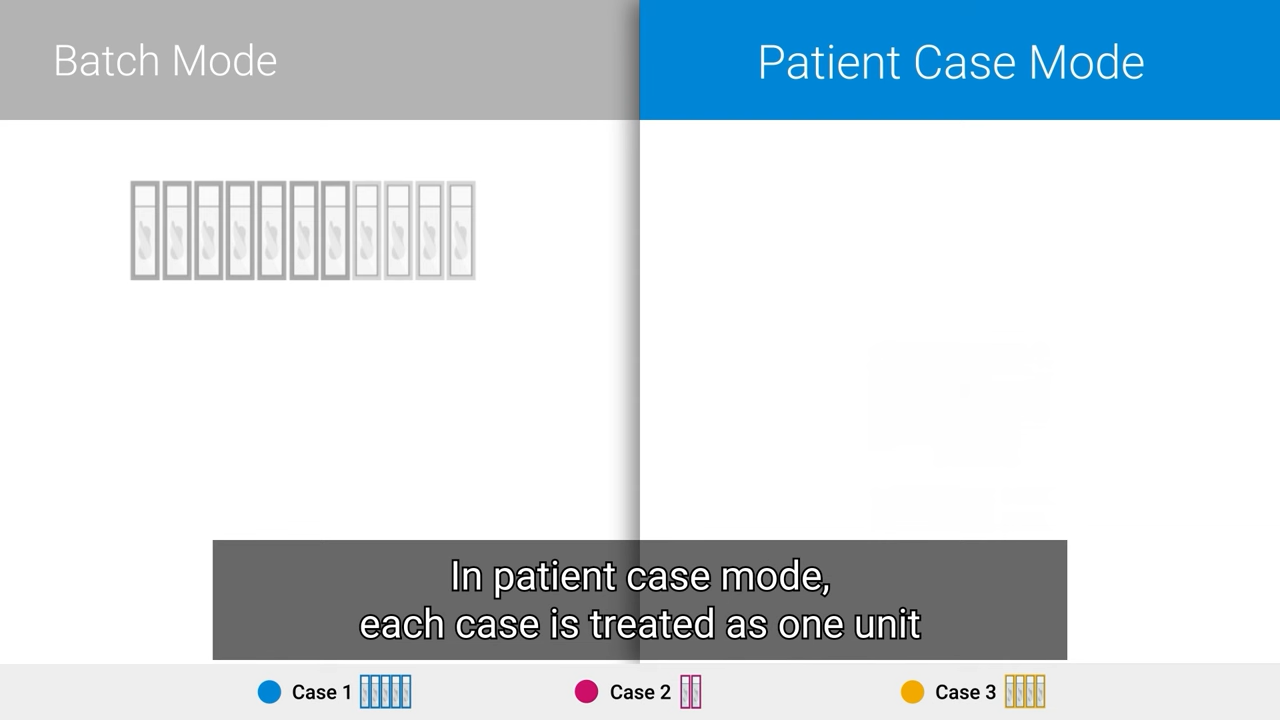 Batch Mode
Patient Case Mode
In patient case mode,
each case is treated as one unit
Case 1
Case 2
Case 3